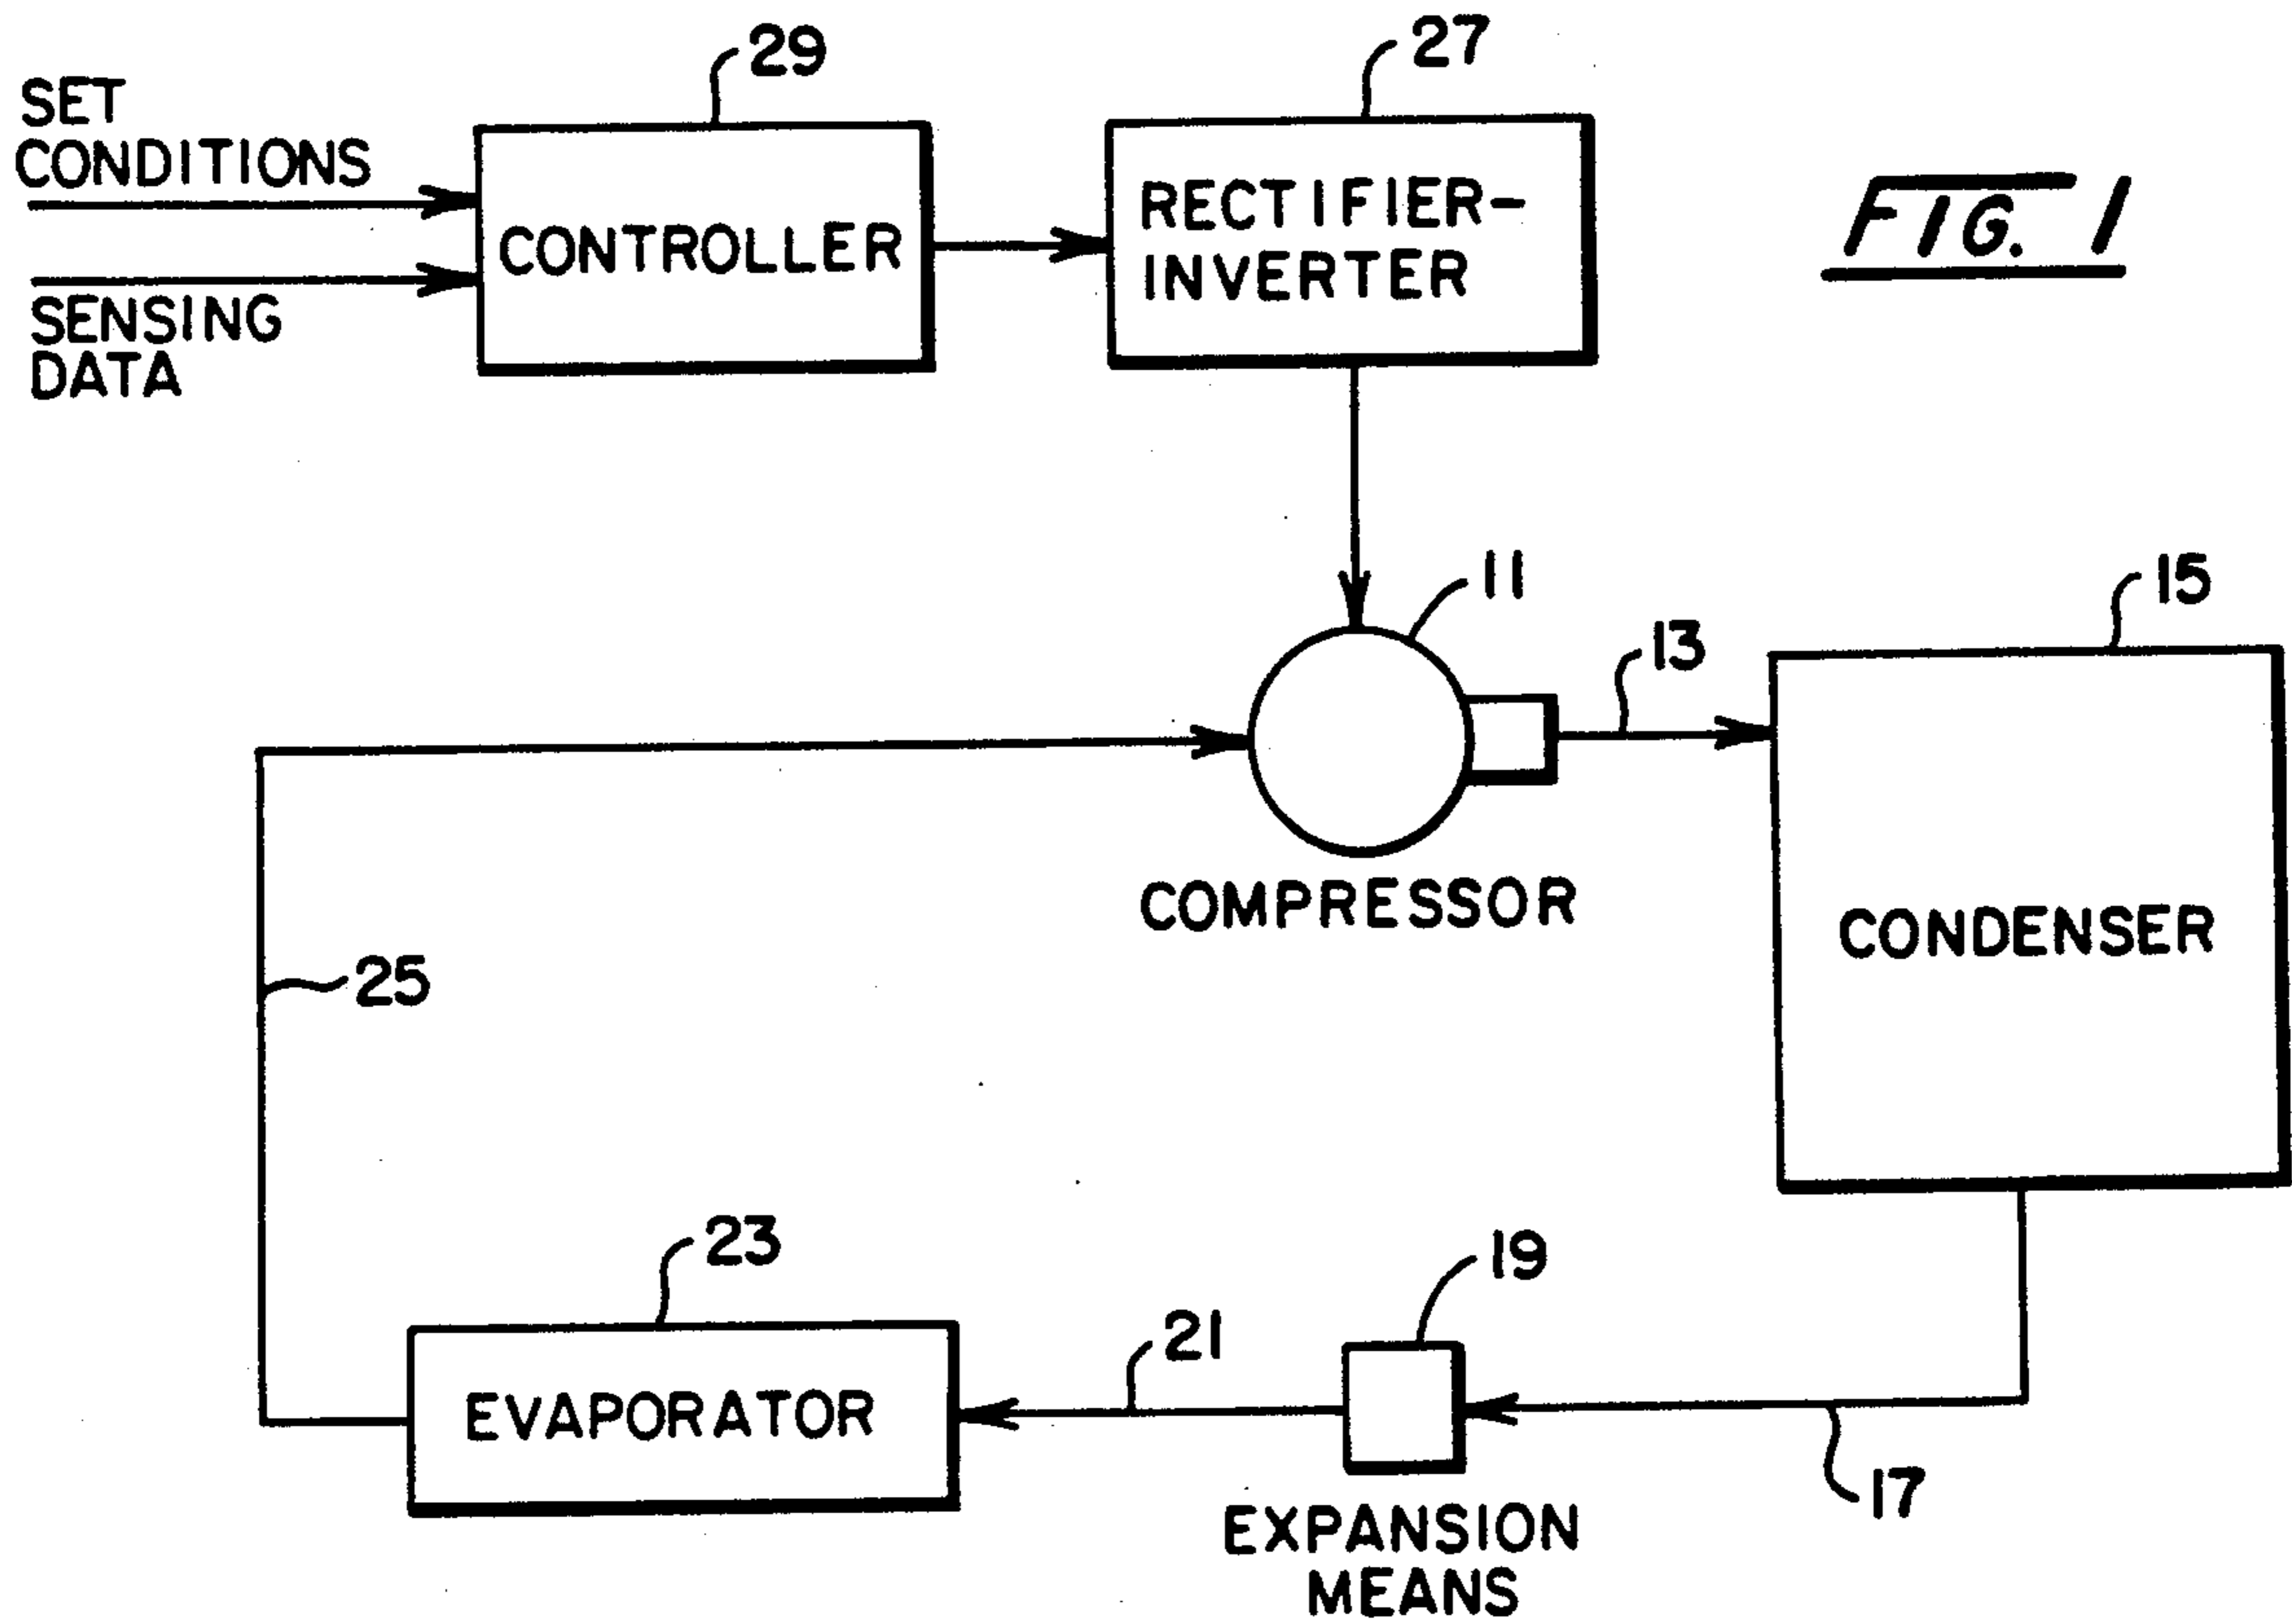 29
27
SET
CONDITIONS
CONTROLLER
RECTIFIER-
INVERTER
FIG. 1
SENSING
DATA
11
15
13
COMPRESSOR
CONDENSER
25
23
19
21
EVAPORATOR
17
EXPANSION
MEANS